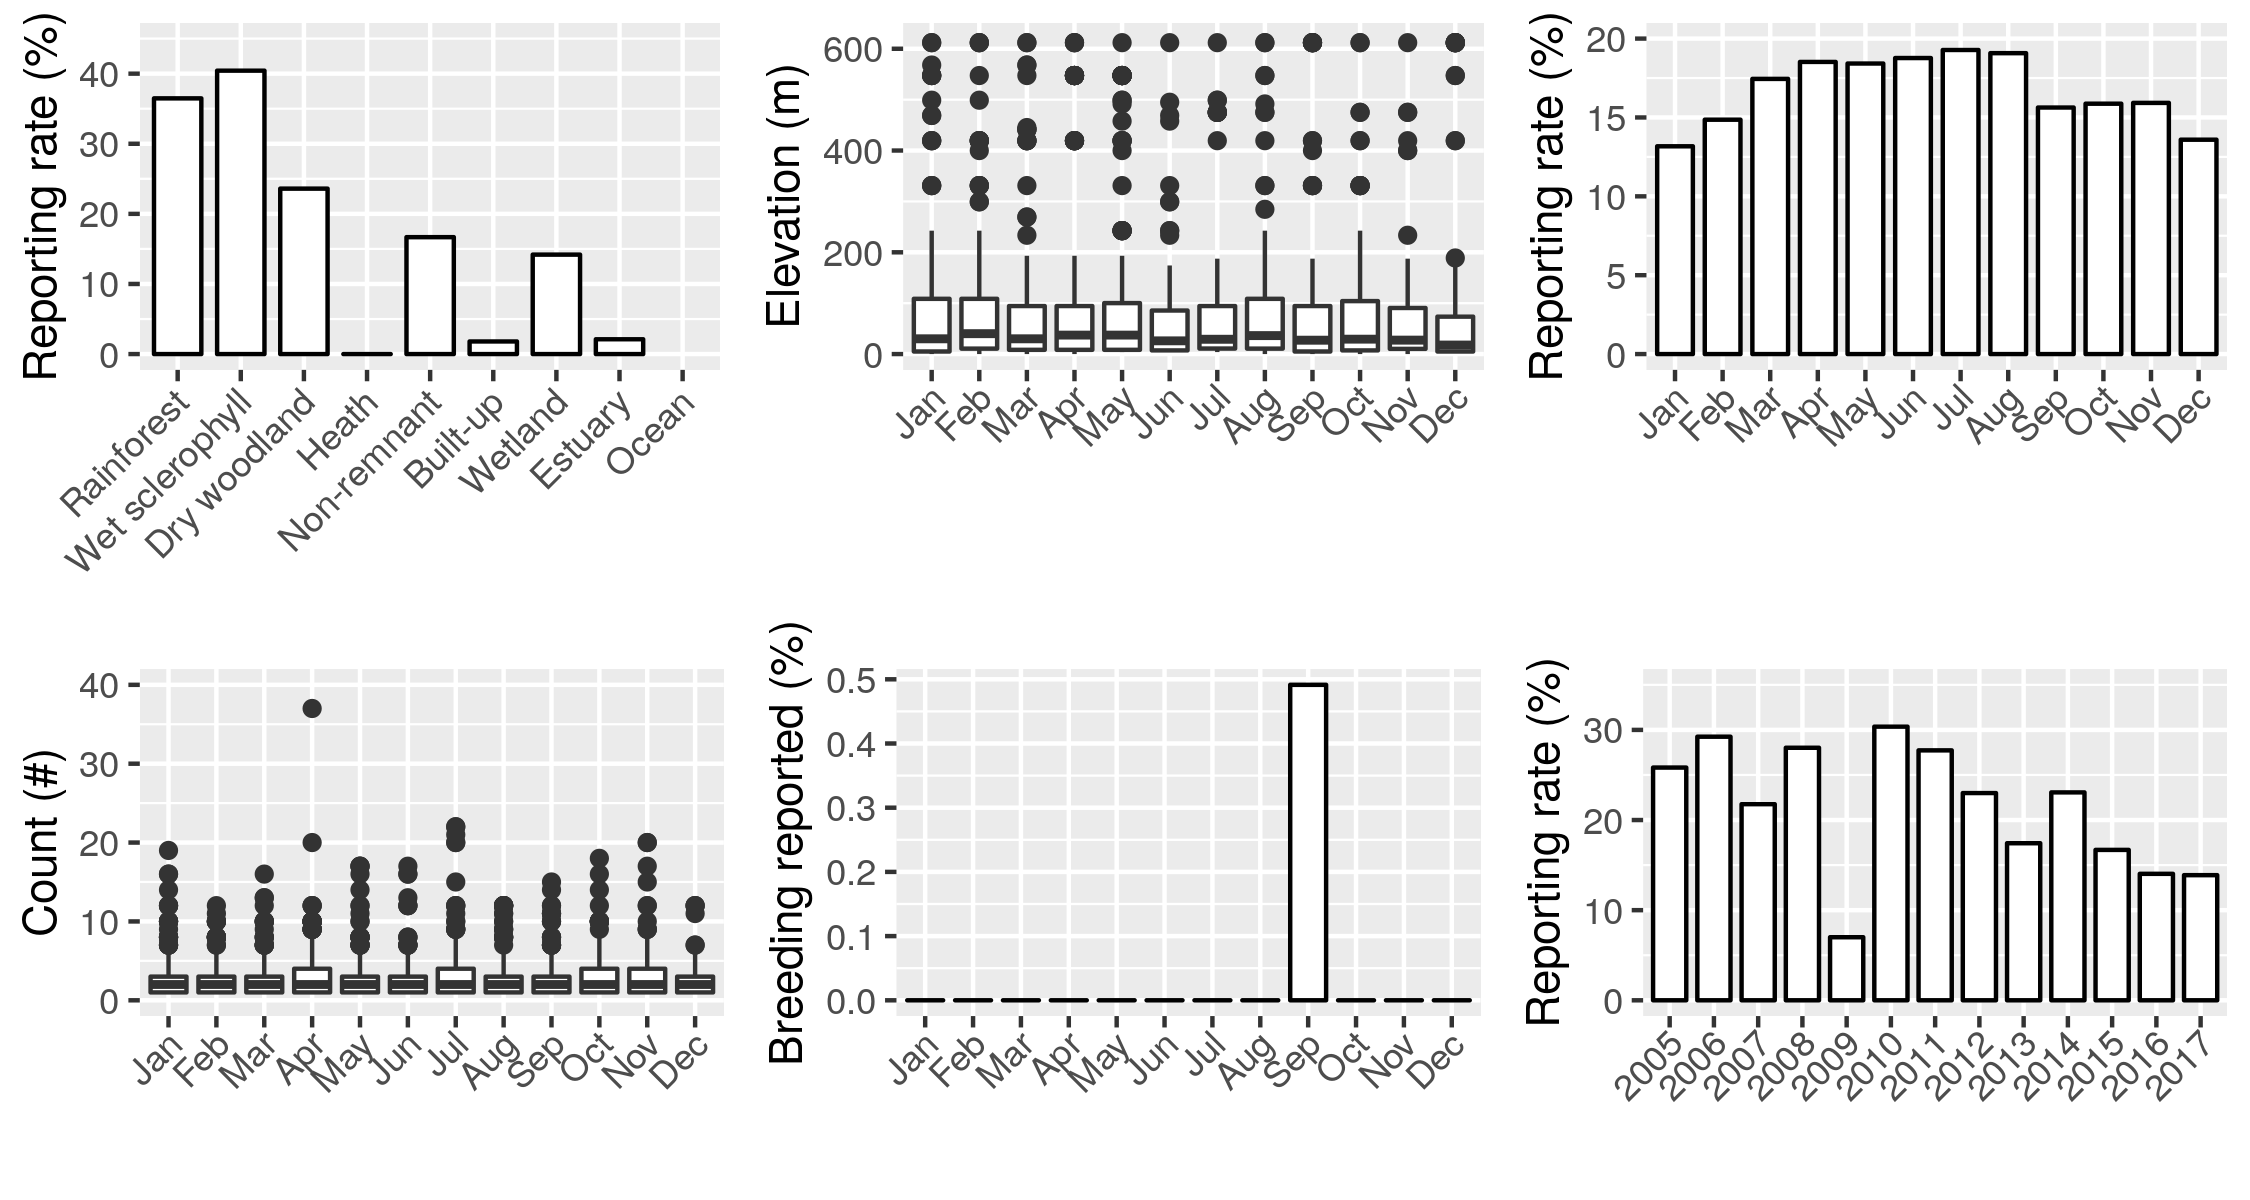 Reporting rate (%)
40
30
20
10
0
Rainforest
Wet sclerophyll
Dry woodland
Heath
Non-remnant
Built-up
Wetland
Estuary
Ocean
Elevation (m)
600
400
200
0
Jan
Feb
Mar
Apr
May
Jun
Jul
Aug
Sep
Oct
Nov
Dec
Reporting rate (%)
20
15
10
5
0
Jan
Feb
Mar
Apr
May
Jun
Jul
Aug
Sep
Oct
Nov
Dec
Count (#)
40
30
20
10
0
Jan
Feb
Mar
Apr
May
Jun
Jul
Aug
Sep
Oct
Nov
Dec
Breeding reported (%)
0.5
0.4
0.3
0.2
0.1
0.0
Jan
Feb
Mar
Apr
May
Jun
Jul
Aug
Sep
Oct
Nov
Dec
Reporting rate (%)
30
20
10
0
2005
2006
2007
2008
2009
2010
2011
2012
2013
2014
2015
2016
2017